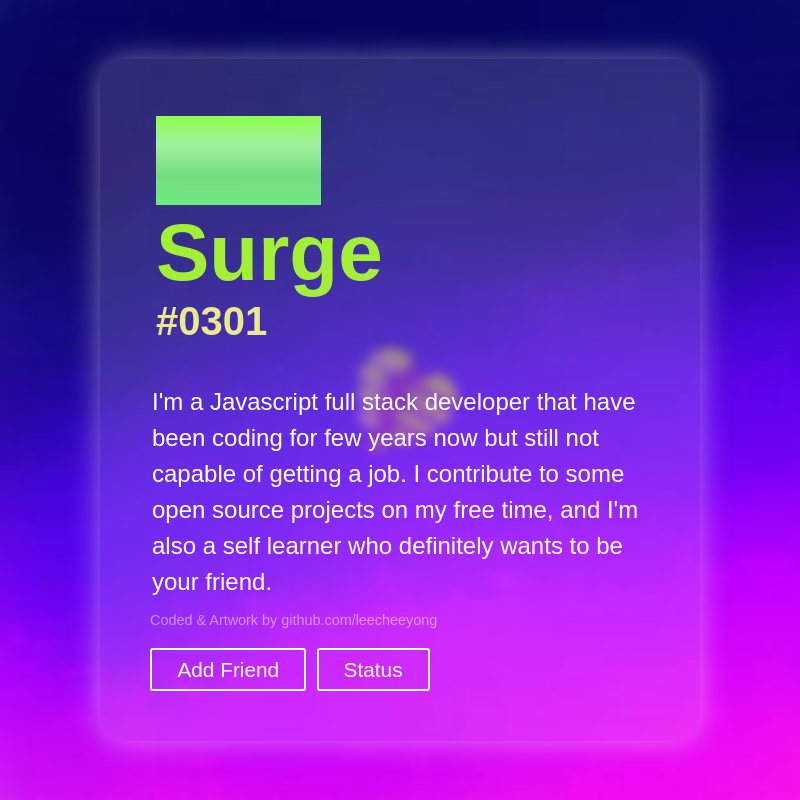 Surge
#0301
I'm a Javascript full stack developer that have
been coding for few years now but still not
capable of getting a job. I contribute to some
open source projects on my free time, and I'm
also a self learner who definitely wants to be
your friend.
Coded & Artwork by github.com/leecheeyong
Add Friend Status